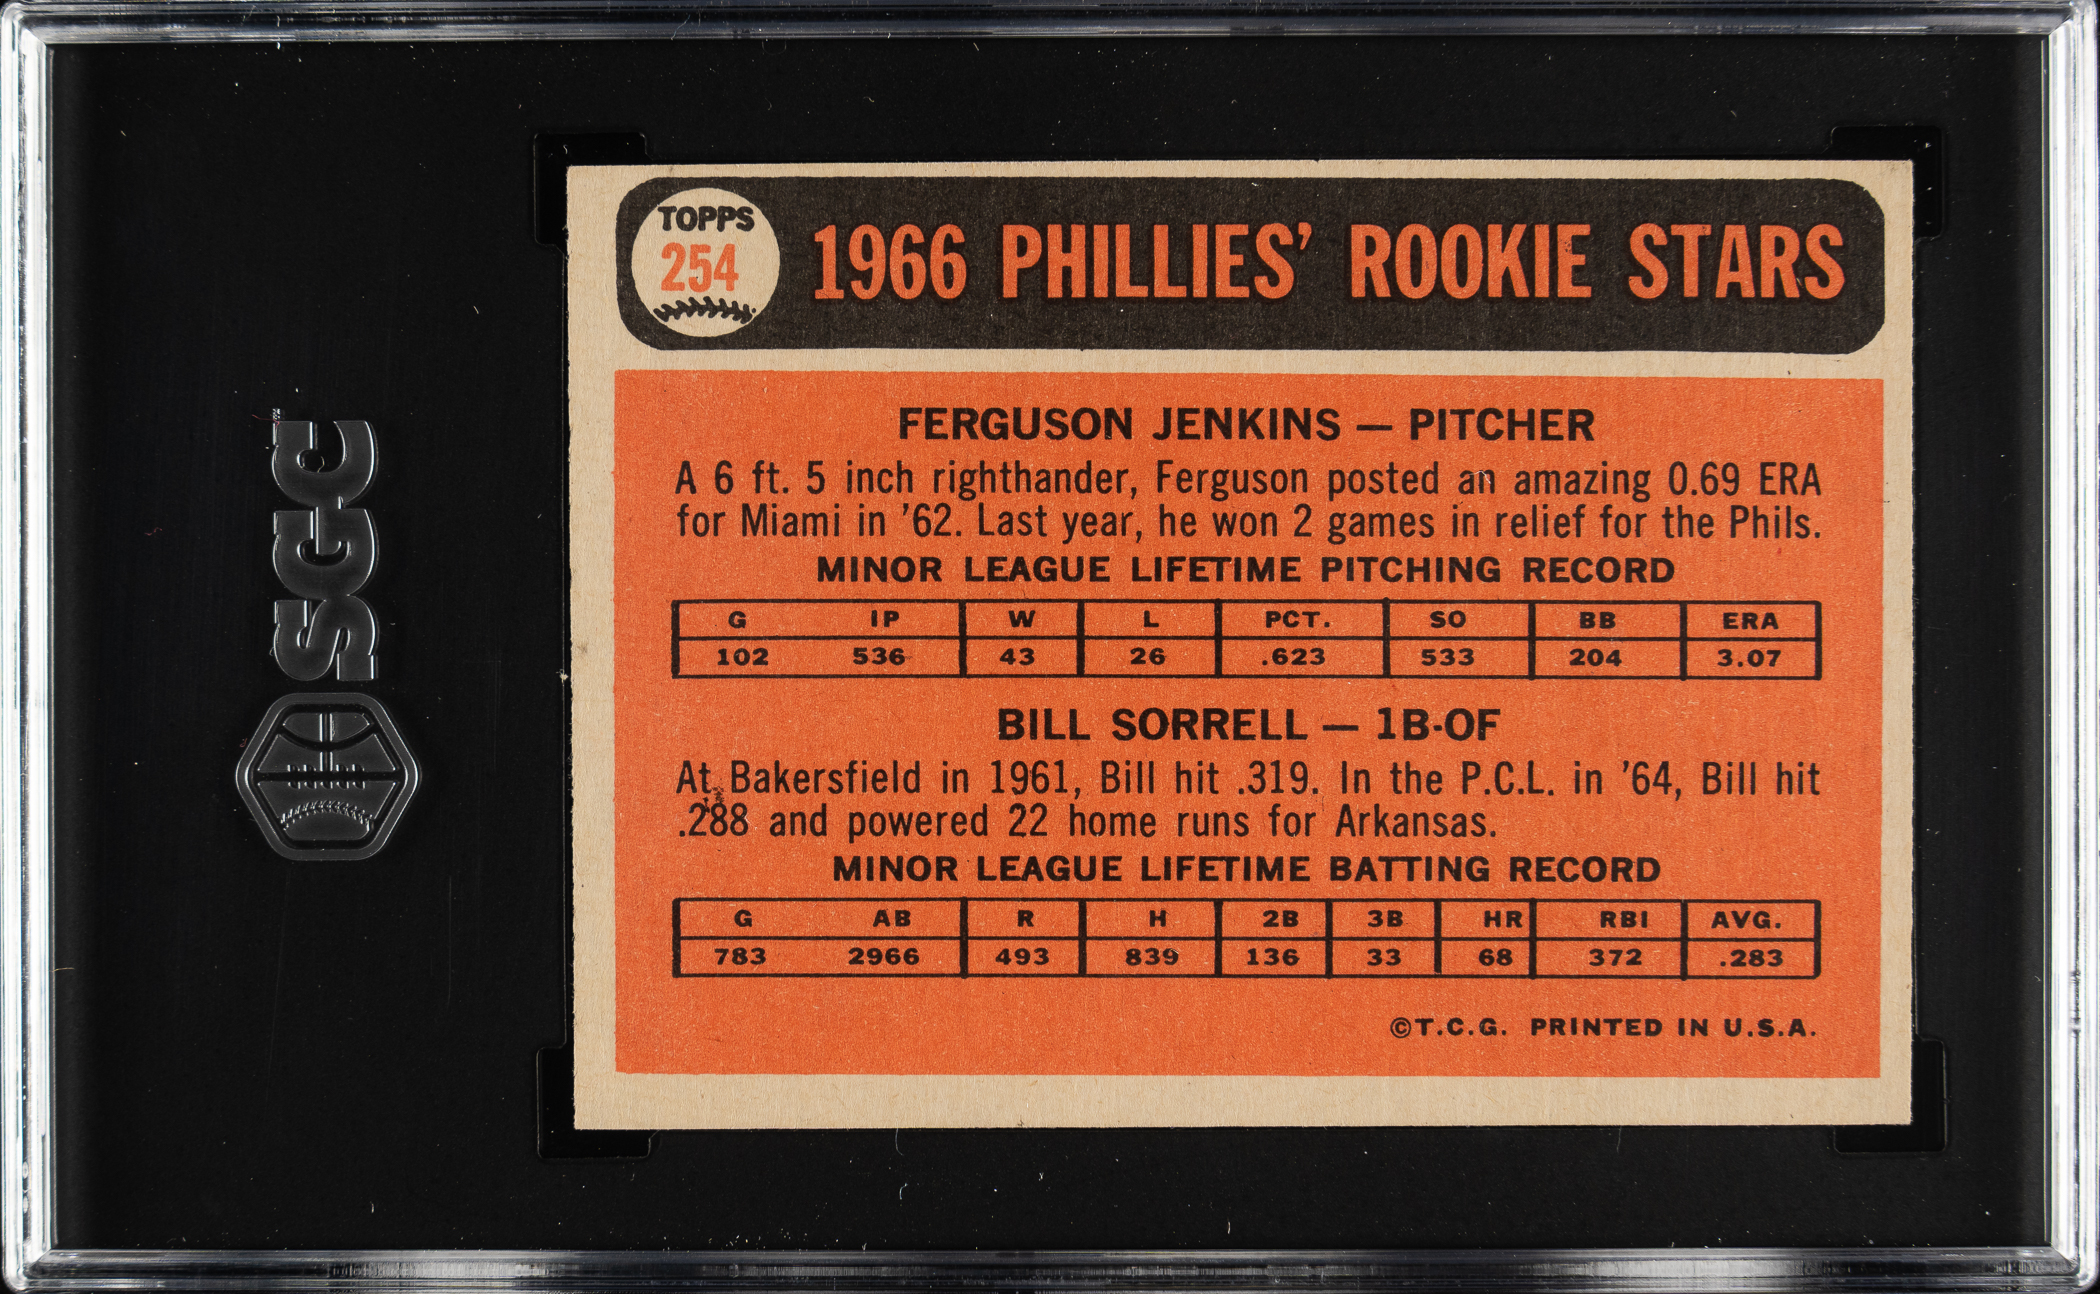 TOPPS
254
1966 PHILLIES' ROOKIE STARS
FERGUSON JENKINS — PITCHER
A 6 ft. 5 inch righthander, Ferguson posted an amazing 0.69 ERA
for Miami in '62. Last year, he won 2 games in relief for the Phils.
MINOR LEAGUE LIFETIME PITCHING RECORD
G IP W L PCT. SO BB ERA
102 536 43 26 .623 533 204 3.07
BILL SORRELL — 1B-OF
At Bakersfield in 1961, Bill hit .319. In the P.C.L. in '64, Bill hit
.288 and powered 22 home runs for Arkansas.
MINOR LEAGUE LIFETIME BATTING RECORD
G AB R H 2B 3B HR RBI AVG.
783 2966 493 839 136 33 68 372 .283
©T.C.G. PRINTED IN U.S.A.
SGC